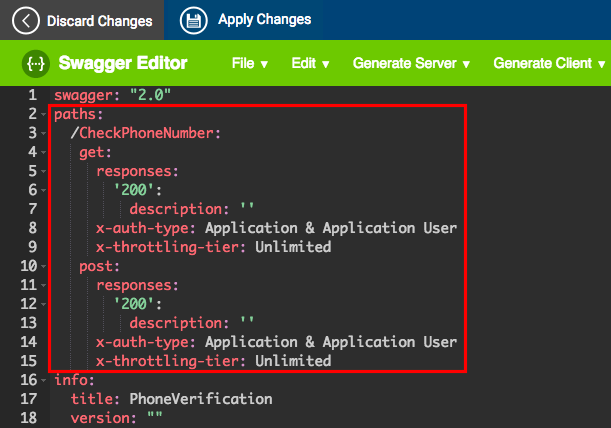 Discard Changes Apply Changes
{··} Swagger Editor File ▼ Edit ▼ Generate Server ▼ Generate Client ▼
1 swagger: "2.0"
2 paths:
3 /CheckPhoneNumber:
4 get:
5 responses:
6 '200':
7 description: ''
8 x-auth-type: Application & Application User
9 x-throttling-tier: Unlimited
10 post:
11 responses:
12 '200':
13 description: ''
14 x-auth-type: Application & Application User
15 x-throttling-tier: Unlimited
16 info:
17 title: PhoneVerification
18 version: ""